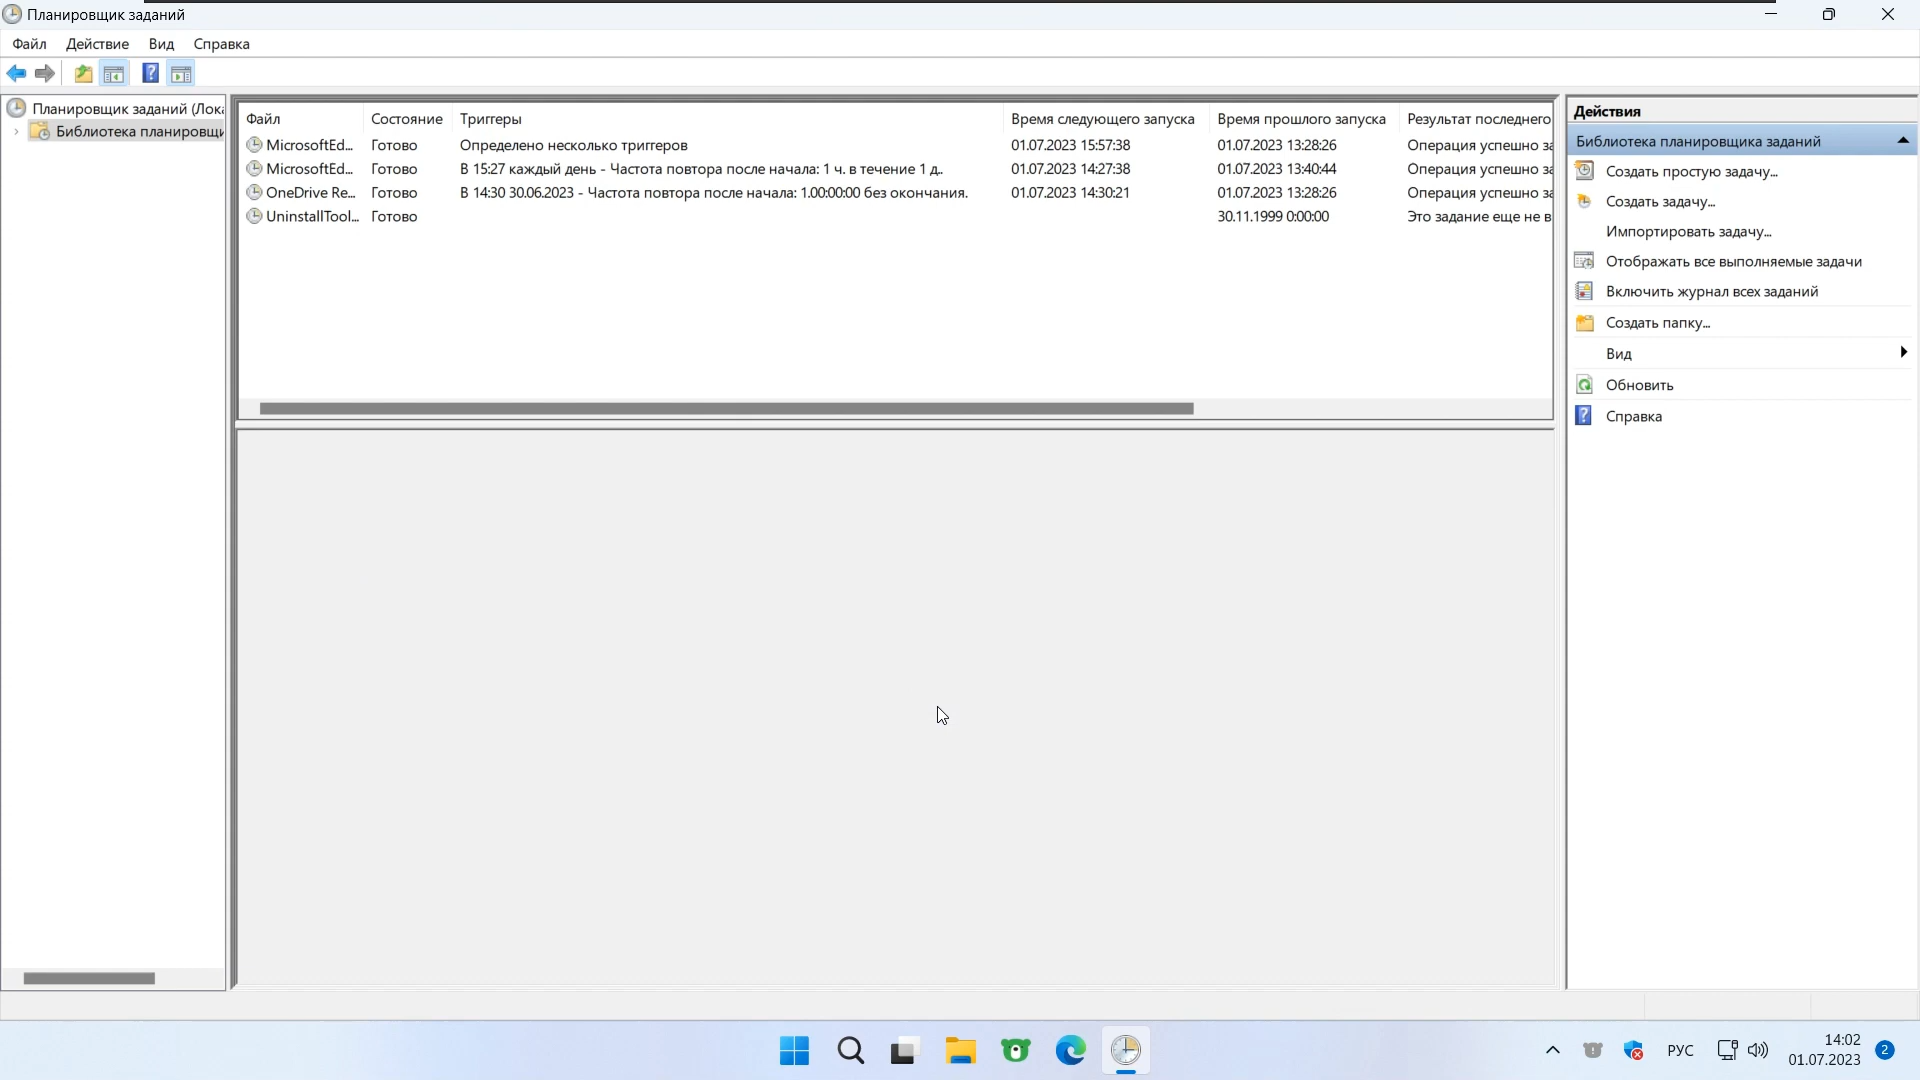 Планировщик заданий
Файл Действие Вид Справка
Планировщик заданий (Лока
Библиотека планировщи
Файл Состояние Триггеры Время следующего запуска Время прошлого запуска Результат последнего
MicrosoftEd... Готово Определено несколько триггеров 01.07.2023 15:57:38 01.07.2023 13:28:26 Операция успешно за
MicrosoftEd... Готово В 15:27 каждый день - Частота повтора после начала: 1 ч. в течение 1 д.. 01.07.2023 14:27:38 01.07.2023 13:40:44 Операция успешно за
OneDrive Re... Готово В 14:30 30.06.2023 - Частота повтора после начала: 1.00:00:00 без окончания. 01.07.2023 14:30:21 01.07.2023 13:28:26 Операция успешно за
UninstallTool... Готово 30.11.1999 0:00:00 Это задание еще не в
Действия
Библиотека планировщика заданий
Создать простую задачу...
Создать задачу...
Импортировать задачу...
Отображать все выполняемые задачи
Включить журнал всех заданий
Создать папку...
Вид
Обновить
Справка
РУС
14:02
01.07.2023
2